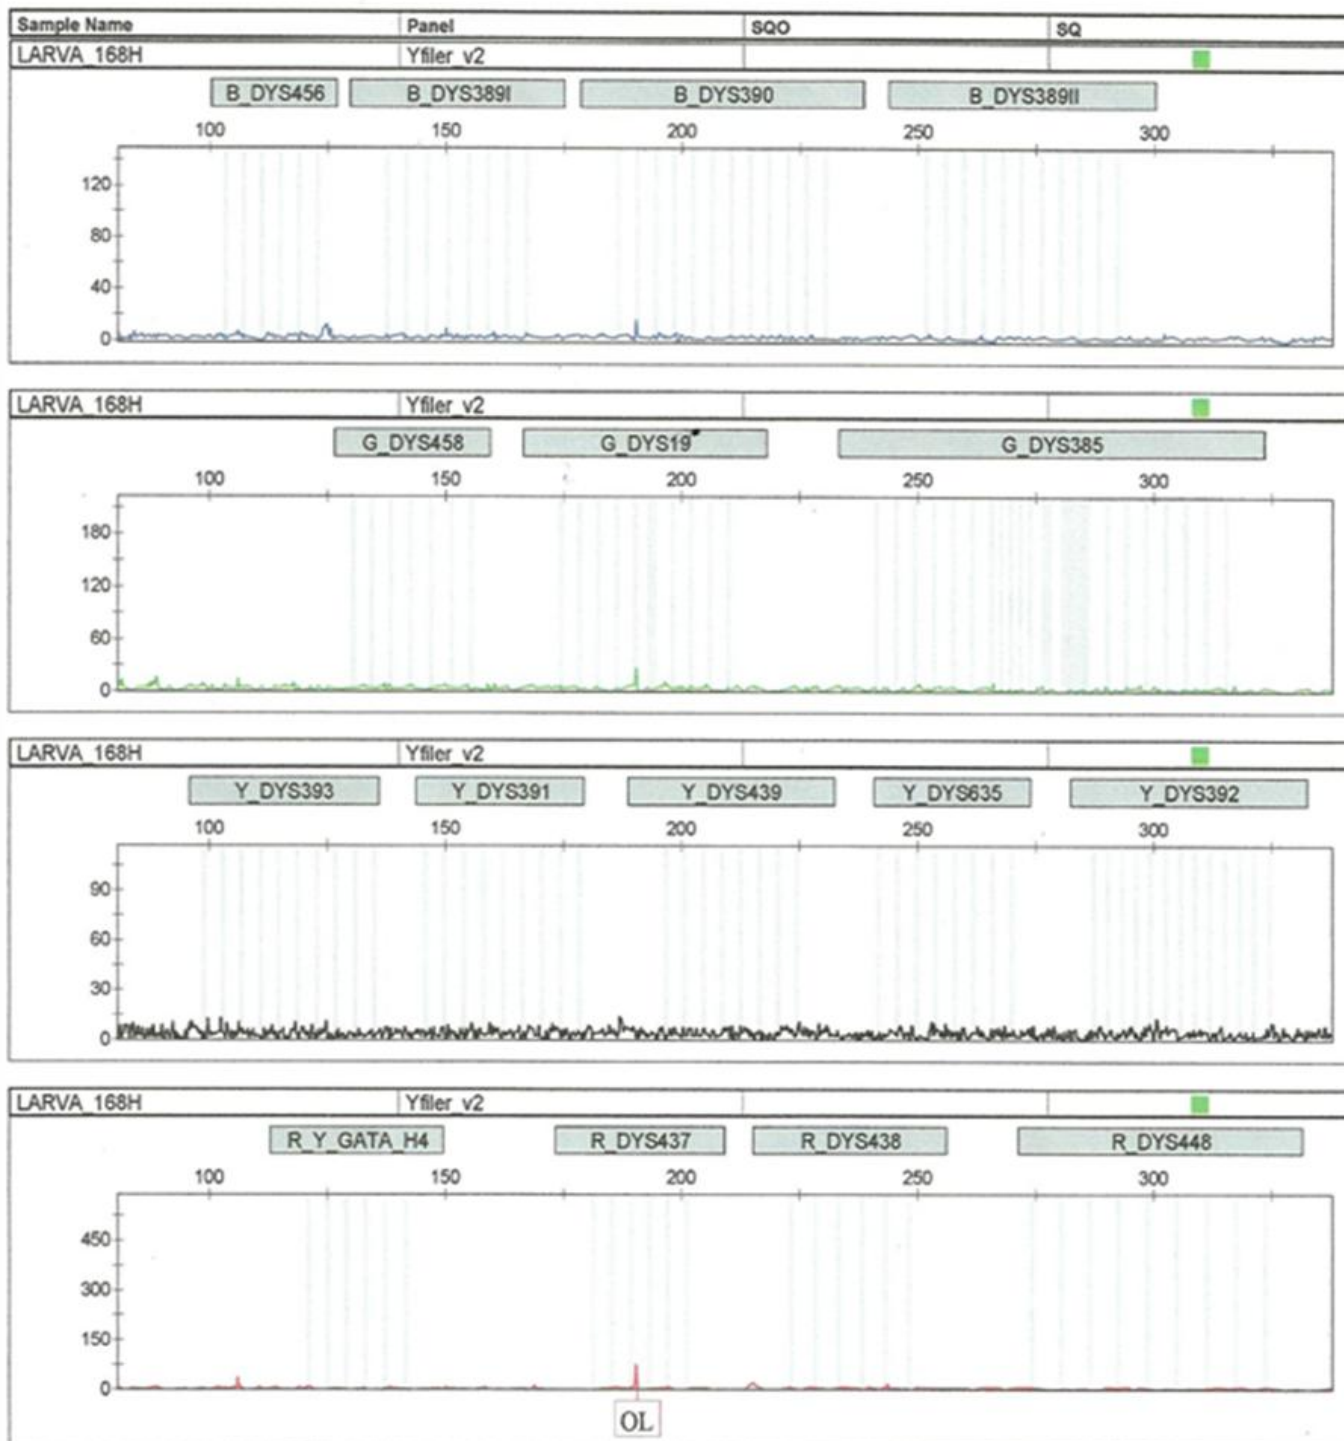 Sample Name Panel SQO SQ
LARVA_168H Yfiler_v2
B_DYS456 B_DYS389I B_DYS390 B_DYS389II
100 150 200 250 300
120
80
40
0
LARVA_168H Yfiler_v2
G_DYS458 G_DYS19 G_DYS385
100 150 200 250 300
180
120
60
0
LARVA_168H Yfiler_v2
Y_DYS393 Y_DYS391 Y_DYS439 Y_DYS635 Y_DYS392
100 150 200 250 300
90
60
30
0
LARVA_168H Yfiler_v2
R_Y_GATA_H4 R_DYS437 R_DYS438 R_DYS448
100 150 200 250 300
450
300
150
0
OL